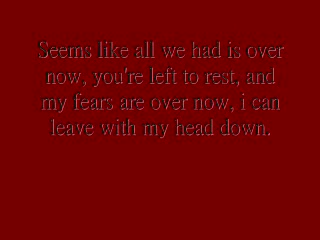 Seems like all we had is over
now, you're left to rest, and
my fears are over now, i can
leave with my head down.